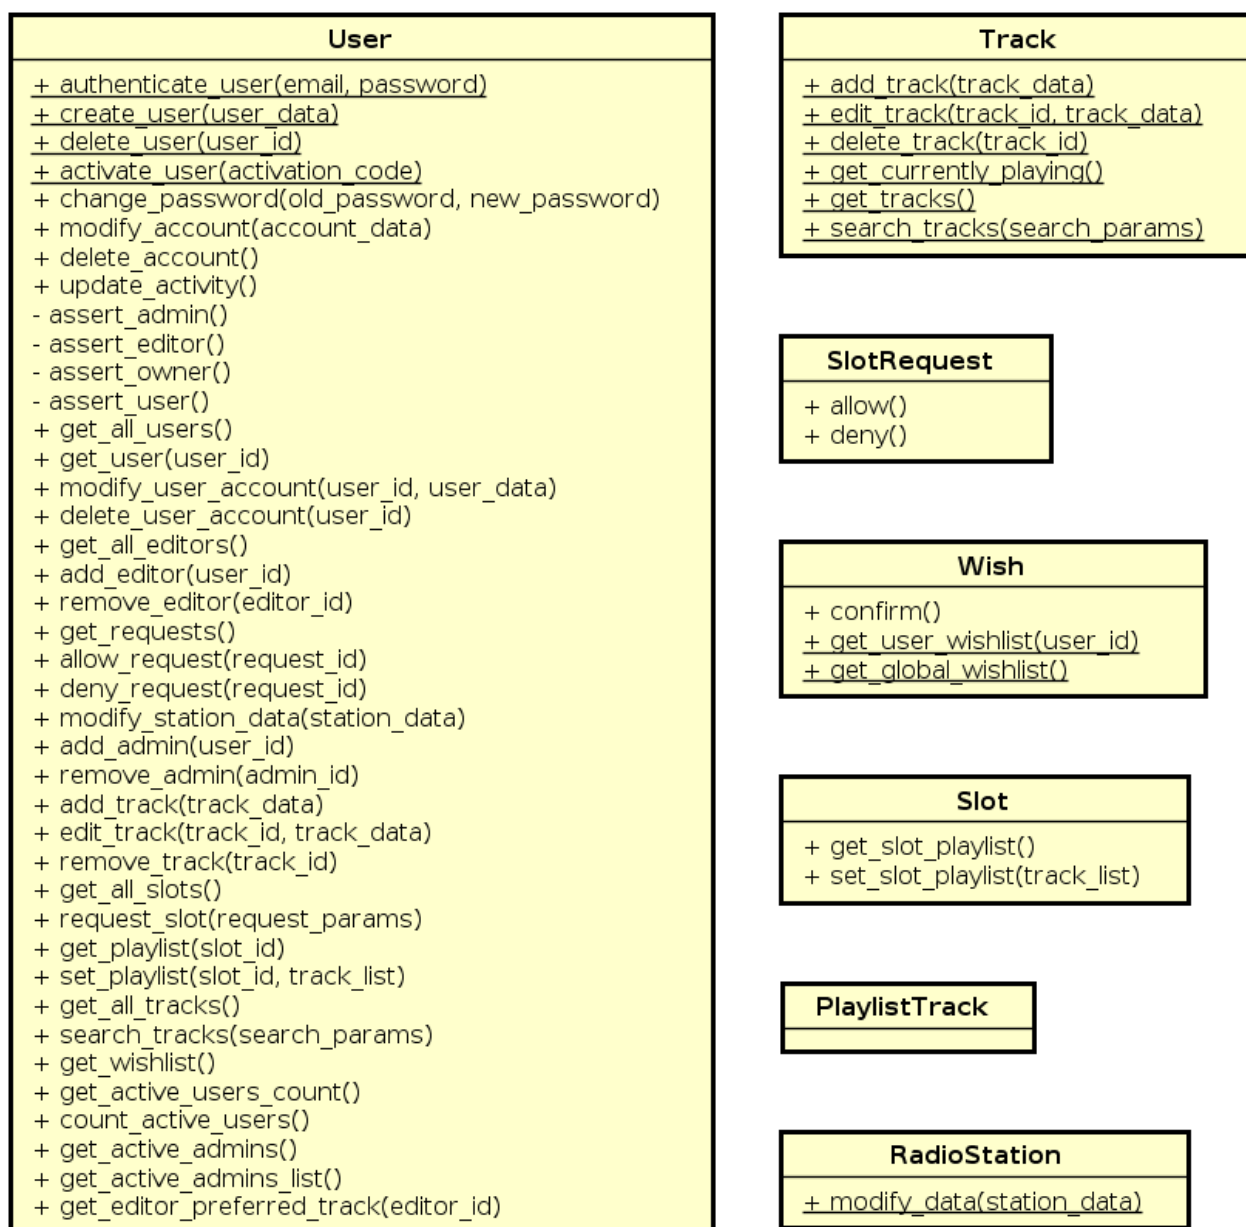 User
+ authenticate_user(email, password)
+ create_user(user_data)
+ delete_user(user_id)
+ activate_user(activation_code)
+ change_password(old_password, new_password)
+ modify_account(account_data)
+ delete_account()
+ update_activity()
- assert_admin()
- assert_editor()
- assert_owner()
- assert_user()
+ get_all_users()
+ get_user(user_id)
+ modify_user_account(user_id, user_data)
+ delete_user_account(user_id)
+ get_all_editors()
+ add_editor(user_id)
+ remove_editor(editor_id)
+ get_requests()
+ allow_request(request_id)
+ deny_request(request_id)
+ modify_station_data(station_data)
+ add_admin(user_id)
+ remove_admin(admin_id)
+ add_track(track_data)
+ edit_track(track_id, track_data)
+ remove_track(track_id)
+ get_all_slots()
+ request_slot(request_params)
+ get_playlist(slot_id)
+ set_playlist(slot_id, track_list)
+ get_all_tracks()
+ search_tracks(search_params)
+ get_wishlist()
+ get_active_users_count()
+ count_active_users()
+ get_active_admins()
+ get_active_admins_list()
+ get_editor_preferred_track(editor_id)
Track
+ add_track(track_data)
+ edit_track(track_id, track_data)
+ delete_track(track_id)
+ get_currently_playing()
+ get_tracks()
+ search_tracks(search_params)
SlotRequest
+ allow()
+ deny()
Wish
+ confirm()
+ get_user_wishlist(user_id)
+ get_global_wishlist()
Slot
+ get_slot_playlist()
+ set_slot_playlist(track_list)
PlaylistTrack
RadioStation
+ modify_data(station_data)